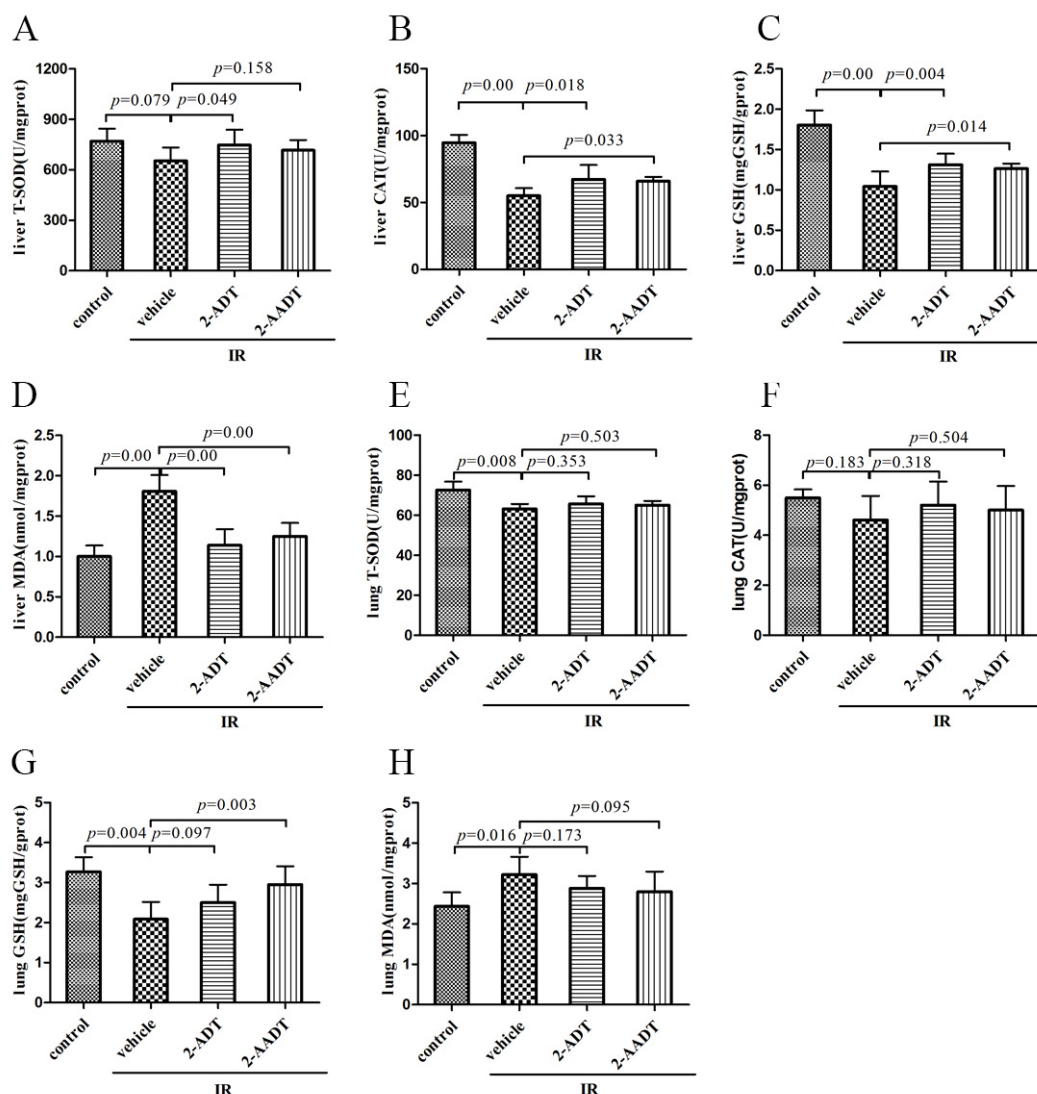 A
liver T-SOD(U/mgprot)
1200
900
600
300
0
p=0.158
p=0.079 p=0.049
control
vehicle
2-ADT
2-AADT
IR
B
liver CAT(U/mgprot)
150
100
50
0
p=0.00 p=0.018
p=0.033
control
vehicle
2-ADT
2-AADT
IR
C
liver GSH(mgGSH/gprot)
2.5
2.0
1.5
1.0
0.5
0.0
p=0.00 p=0.004
p=0.014
control
vehicle
2-ADT
2-AADT
IR
D
liver MDA(nmol/mgprot)
2.5
2.0
1.5
1.0
0.5
0.0
p=0.00
p=0.00 p=0.00
control
vehicle
2-ADT
2-AADT
IR
E
lung T-SOD(U/mgprot)
100
80
60
40
20
0
p=0.503
p=0.008 p=0.353
control
vehicle
2-ADT
2-AADT
IR
F
lung CAT(U/mgprot)
8
6
4
2
0
p=0.504
p=0.183 p=0.318
control
vehicle
2-ADT
2-AADT
IR
G
lung GSH(mgGSH/gprot)
5
4
3
2
1
0
p=0.003
p=0.004 p=0.097
control
vehicle
2-ADT
2-AADT
IR
H
lung MDA(nmol/mgprot)
5
4
3
2
1
0
p=0.095
p=0.016 p=0.173
control
vehicle
2-ADT
2-AADT
IR